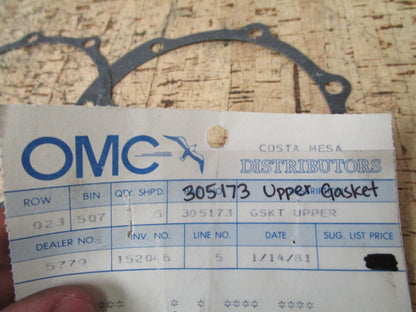 COSTA MESA
OMC DISTRIBUTORS
305173 Upper Gasket
ROW BIN QTY. SHP'D.
023 507 5 305173 GSKT UPPER
DEALER NO. INV. NO. LINE NO. DATE SUG. LIST PRICE
5779 152046 5 1/14/81